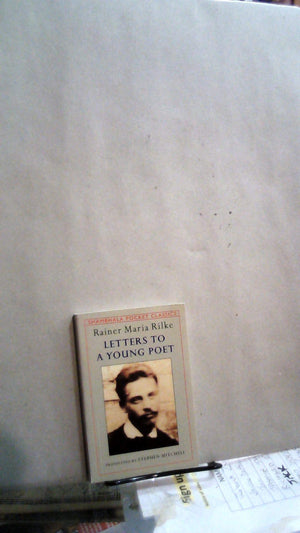 SHAMBHALA POCKET CLASSICS
Rainer Maria Rilke
LETTERS TO
A YOUNG POET
TRANSLATED BY STEPHEN MITCHELL